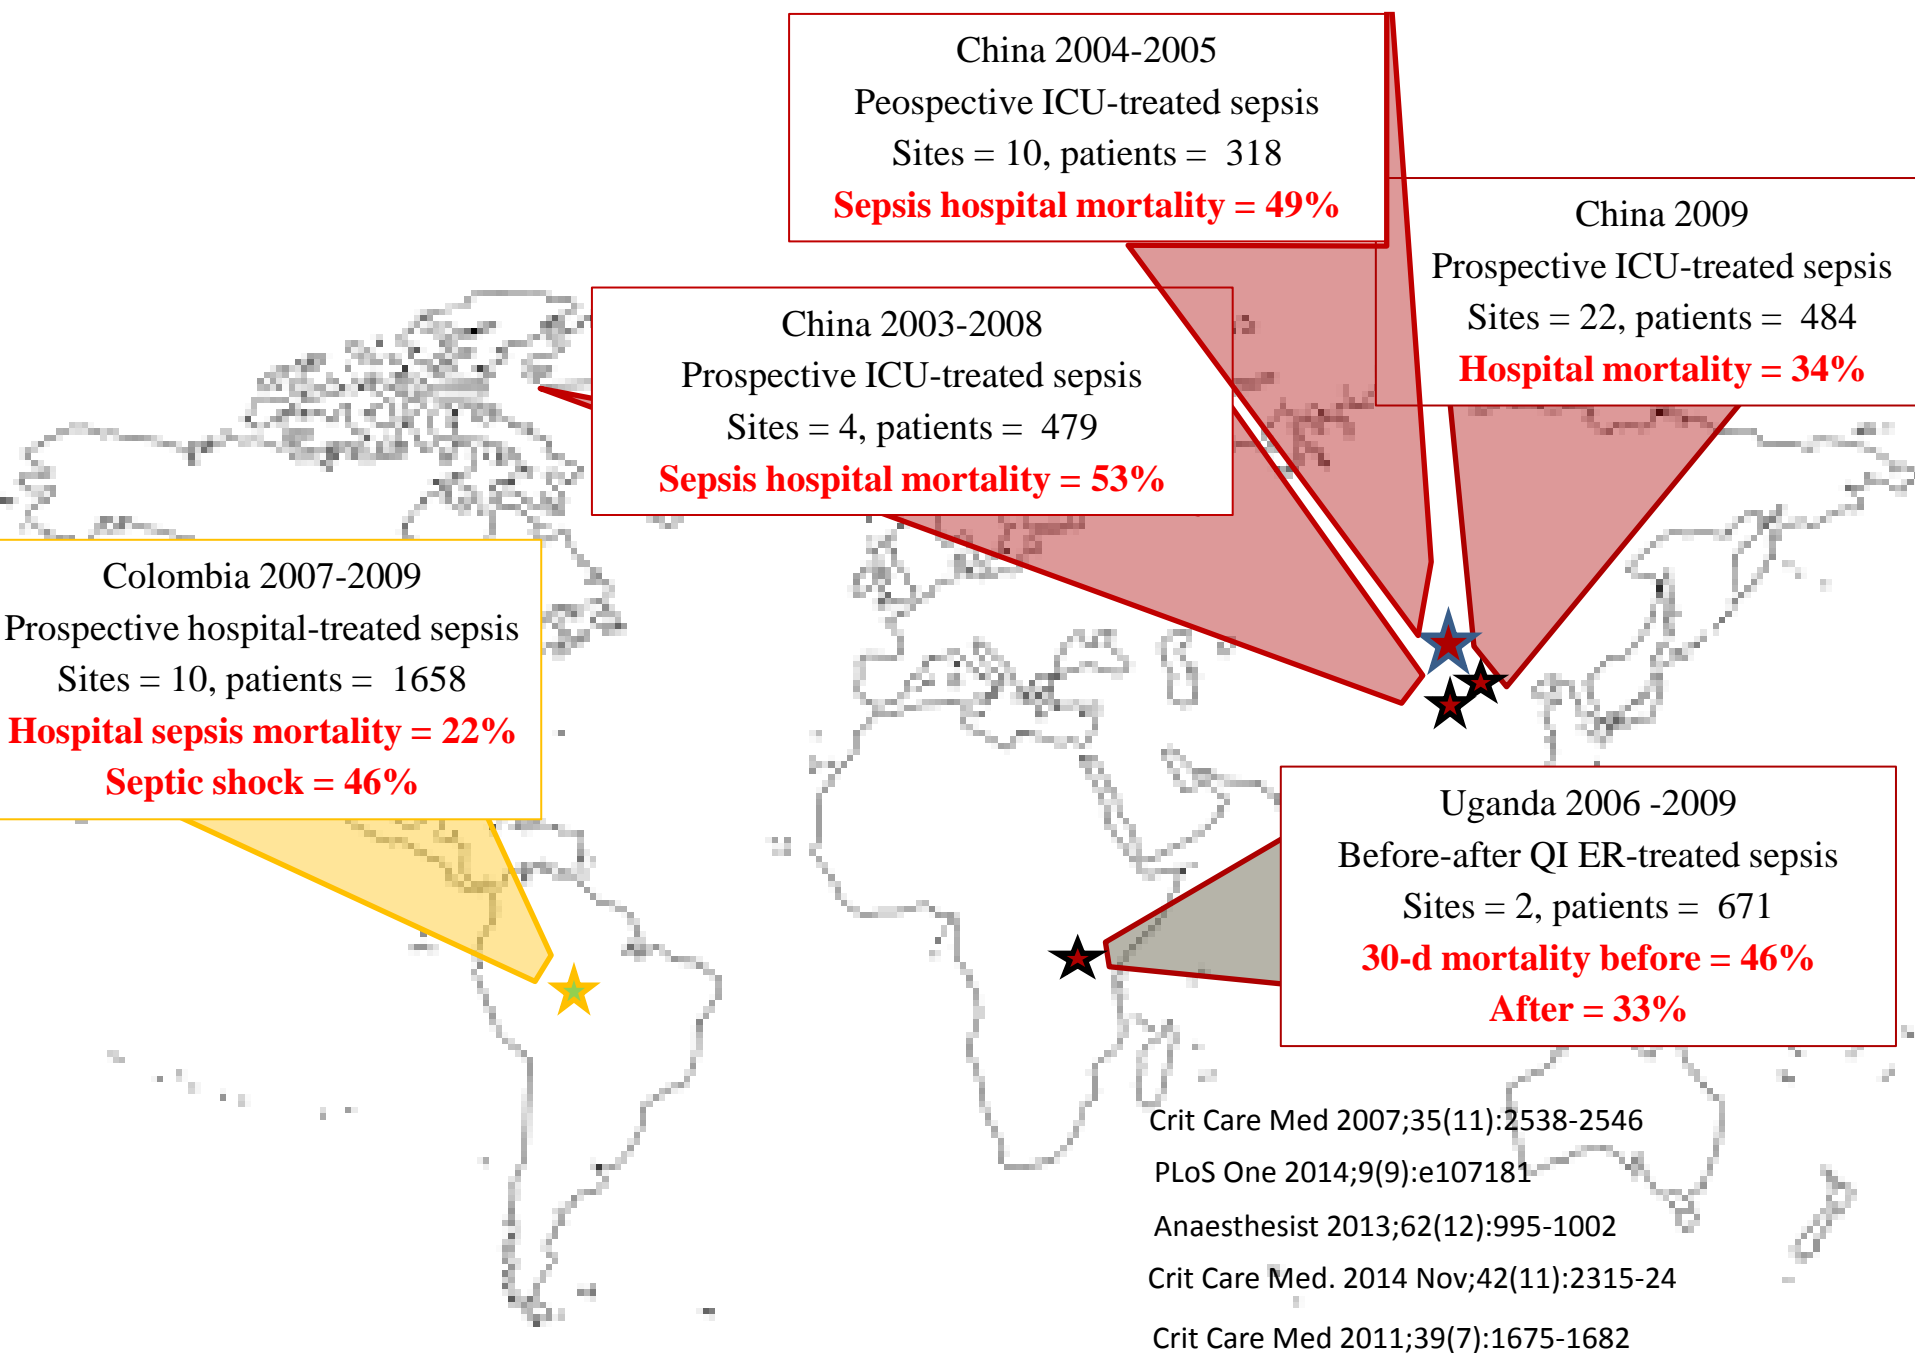 China 2004-2005
Peospective ICU-treated sepsis
Sites = 10, patients =  318
Sepsis hospital mortality = 49%
China 2009
Prospective ICU-treated sepsis
Sites = 22, patients =  484
Hospital mortality = 34%
China 2003-2008
Prospective ICU-treated sepsis
Sites = 4, patients =  479
Sepsis hospital mortality = 53%
Colombia 2007-2009
Prospective hospital-treated sepsis
Sites = 10, patients =  1658
Hospital sepsis mortality = 22%
Septic shock = 46%
Uganda 2006 -2009
Before-after QI ER-treated sepsis
Sites = 2, patients =  671
30-d mortality before = 46%
After = 33%
Crit Care Med 2007;35(11):2538-2546
PLoS One 2014;9(9):e107181
Anaesthesist 2013;62(12):995-1002
Crit Care Med. 2014 Nov;42(11):2315-24
Crit Care Med 2011;39(7):1675-1682